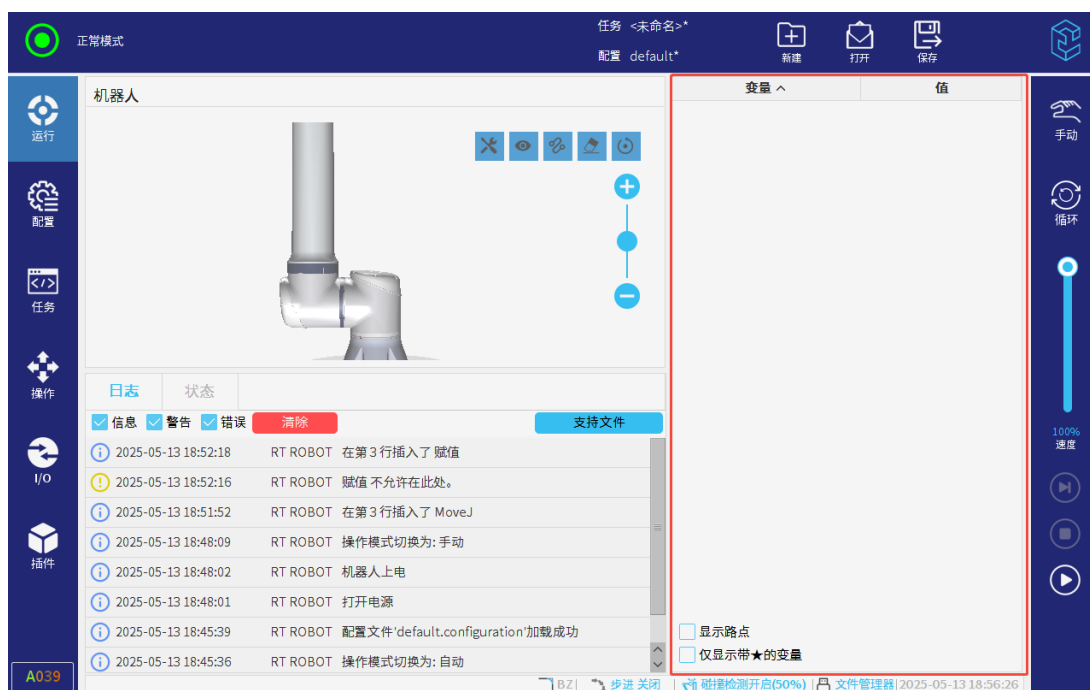 正常模式
任务 <未命名>*
配置 default*
新建
打开
保存
运行
配置
任务
操作
I/O
插件
A039
机器人
日志 状态
信息 警告 错误 清除 支持文件
2025-05-13 18:52:18 RT ROBOT 在第3行插入了 赋值
2025-05-13 18:52:16 RT ROBOT 赋值 不允许在此处。
2025-05-13 18:51:52 RT ROBOT 在第3行插入了 MoveJ
2025-05-13 18:48:09 RT ROBOT 操作模式切换为: 手动
2025-05-13 18:48:02 RT ROBOT 机器人上电
2025-05-13 18:48:01 RT ROBOT 打开电源
2025-05-13 18:45:39 RT ROBOT 配置文件'default.configuration'加载成功
2025-05-13 18:45:36 RT ROBOT 操作模式切换为: 自动
变量 值
显示路点
仅显示带★的变量
手动
循环
100%
速度
BZ| 步进 关闭 | 碰撞检测开启(50%) | 文件管理器|2025-05-13 18:56:26